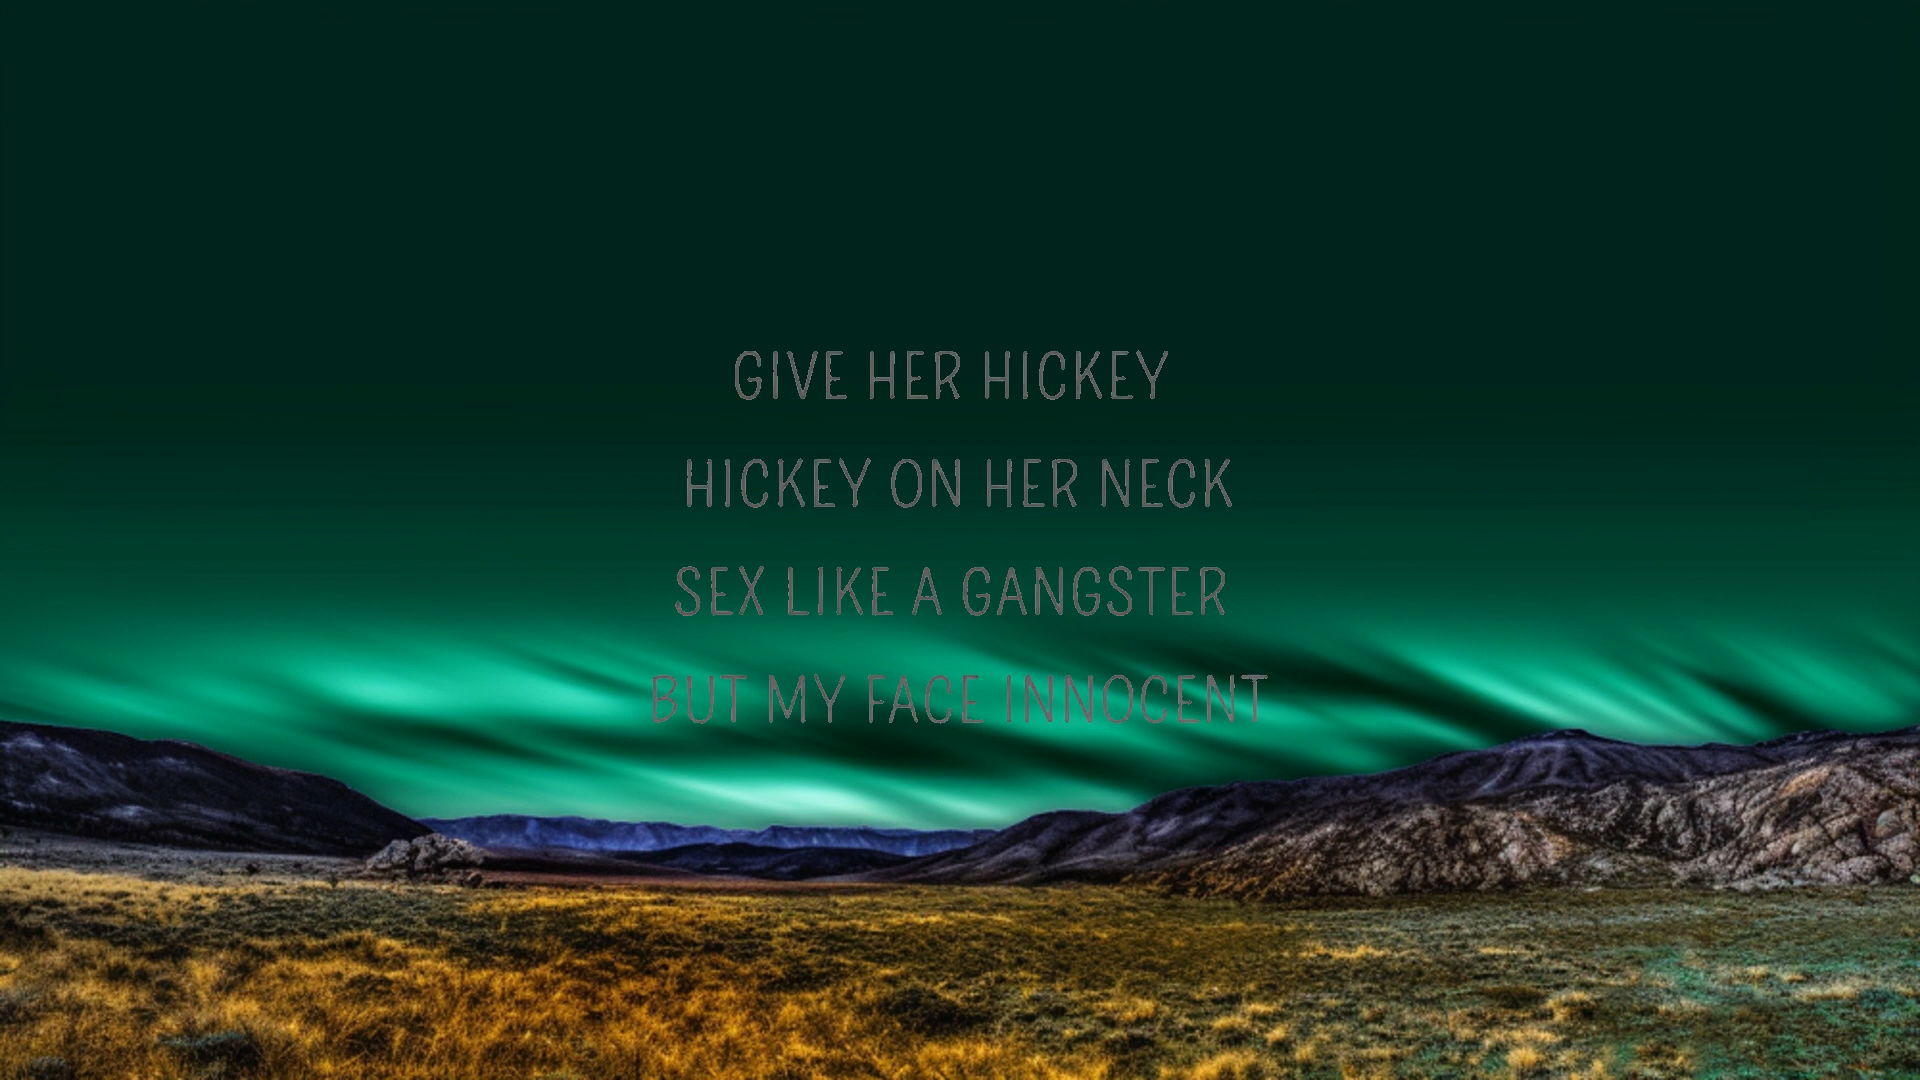 GIVE HER HICKEY
HICKEY ON HER NECK
SEX LIKE A GANGSTER
BUT MY FACE INNOCENT